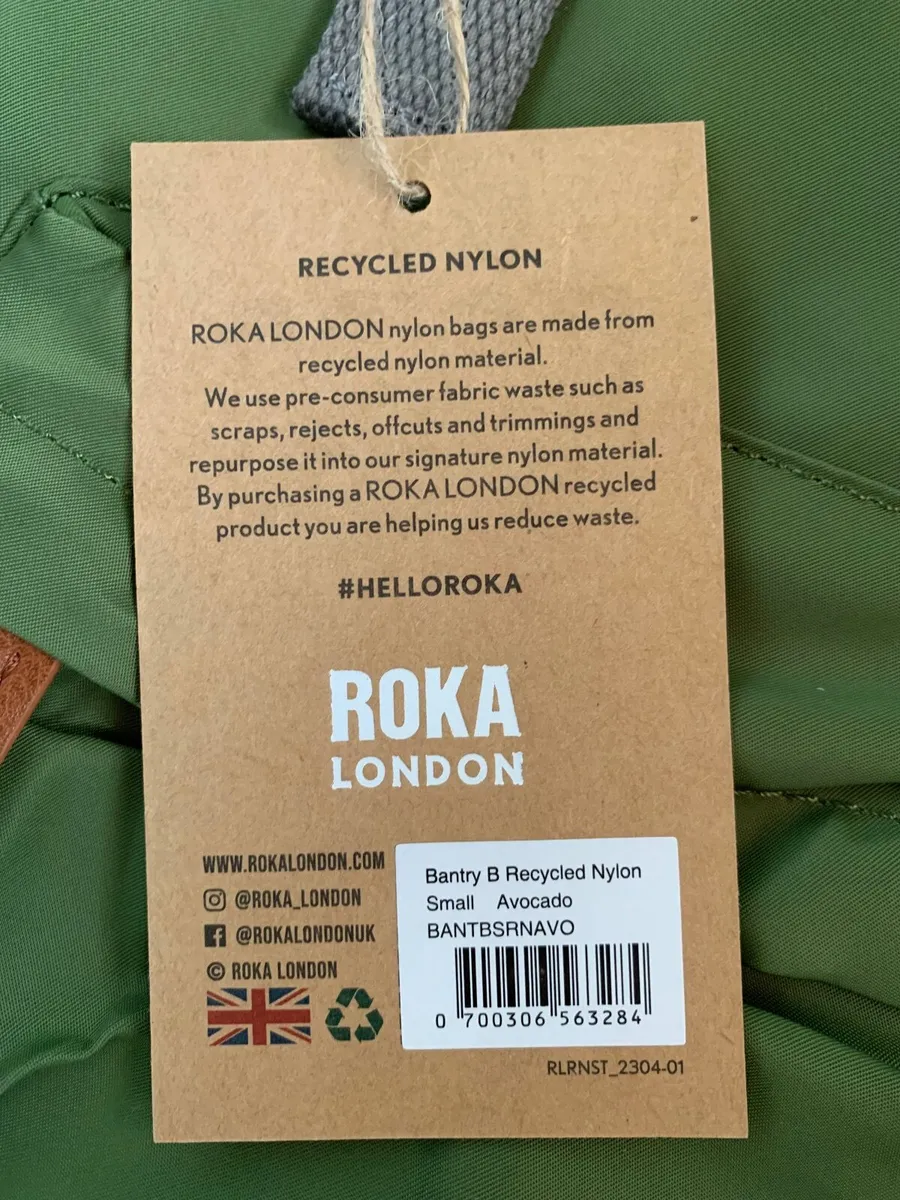 RECYCLED NYLON
ROKA LONDON nylon bags are made from
recycled nylon material.
We use pre-consumer fabric waste such as
scraps, rejects, offcuts and trimmings and
repurpose it into our signature nylon material.
By purchasing a ROKA LONDON recycled
product you are helping us reduce waste.
#HELLOROKA
ROKA
LONDON
WWW.ROKALONDON.COM
@ROKA_LONDON
@ROKALONDONUK
© ROKA LONDON
Bantry B Recycled Nylon
Small Avocado
BANTBSRNAVO
0 700306 563284
RLRNST_2304-01